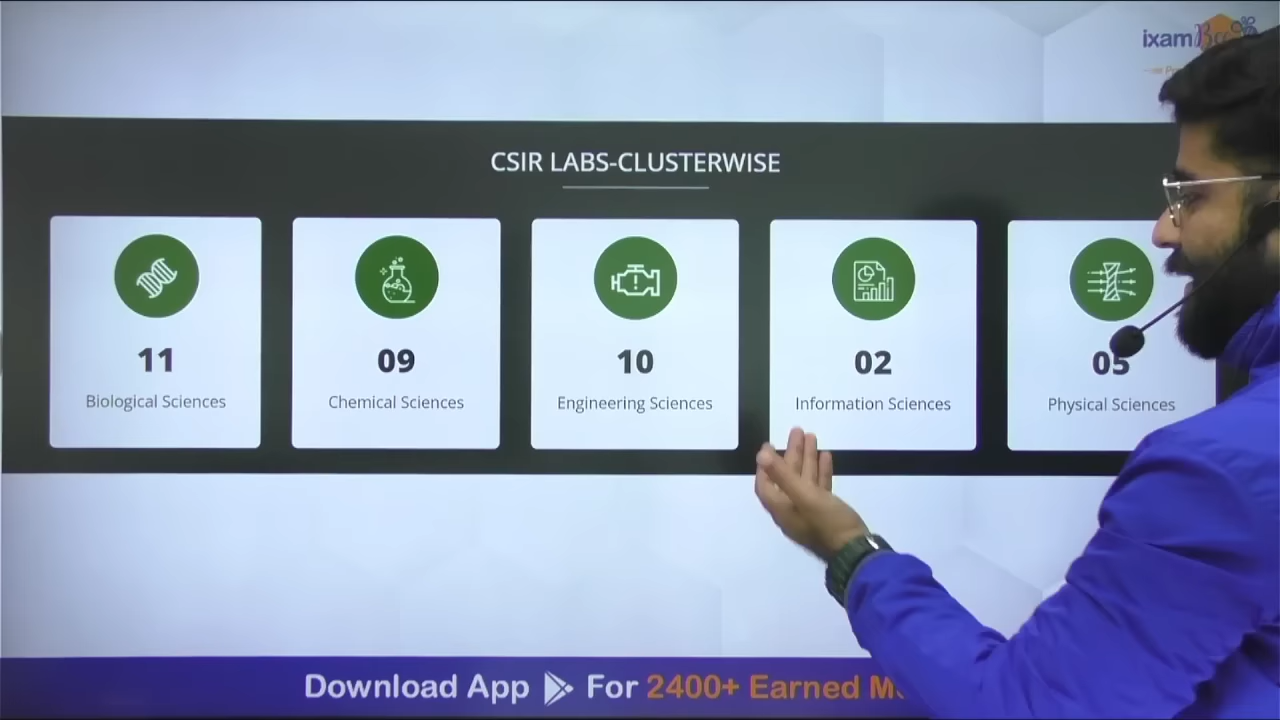 ixam
CSIR LABS-CLUSTERWISE
11
Biological Sciences
09
Chemical Sciences
10
Engineering Sciences
02
Information Sciences
05
Physical Sciences
Download App For 2400+ Earned